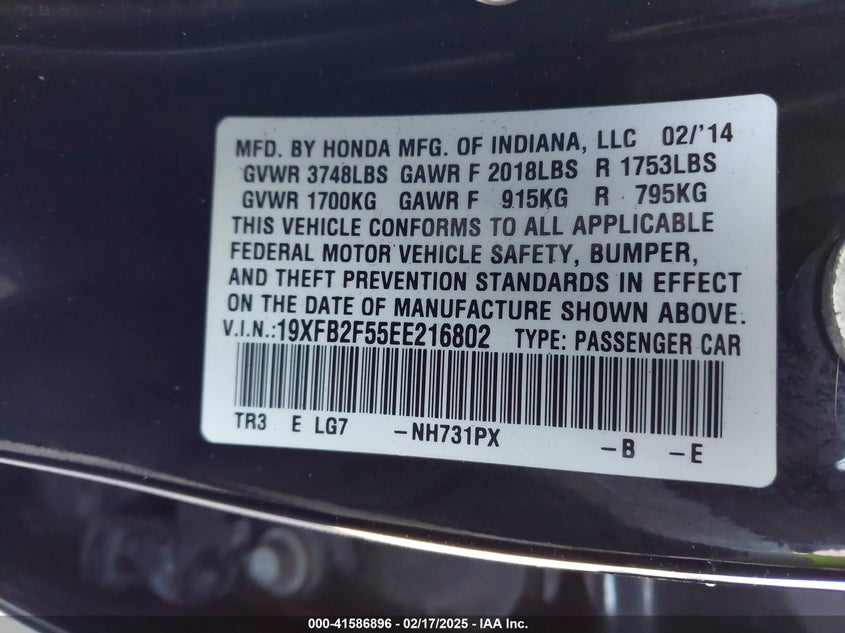 MFD. BY HONDA MFG. OF INDIANA, LLC 02/'14
GVWR 3748LBS GAWR F 2018LBS R 1753LBS
GVWR 1700KG GAWR F 915KG R 795KG
THIS VEHICLE CONFORMS TO ALL APPLICABLE
FEDERAL MOTOR VEHICLE SAFETY, BUMPER,
AND THEFT PREVENTION STANDARDS IN EFFECT
ON THE DATE OF MANUFACTURE SHOWN ABOVE.
V.I.N.:19XFB2F55EE216802 TYPE: PASSENGER CAR
TR3 E LG7 –NH731PX –B –E
000-41586896 - 02/17/2025 - IAA Inc.